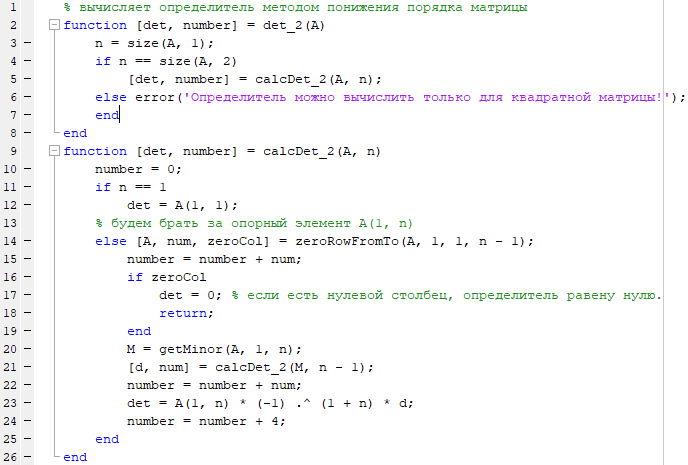 1 % вычисляет определитель методом понижения порядка матрицы
2 function [det, number] = det_2(A)
3 n = size(A, 1);
4 if n == size(A, 2)
5 [det, number] = calcDet_2(A, n);
6 else error('Определитель можно вычислить только для квадратной матрицы!');
7 end
8 end
9 function [det, number] = calcDet_2(A, n)
10 number = 0;
11 if n == 1
12 det = A(1, 1);
13 % будем брать за опорный элемент A(1, n)
14 else [A, num, zeroCol] = zeroRowFromTo(A, 1, 1, n - 1);
15 number = number + num;
16 if zeroCol
17 det = 0; % если есть нулевой столбец, определитель равену нулю.
18 return;
19 end
20 M = getMinor(A, 1, n);
21 [d, num] = calcDet_2(M, n - 1);
22 number = number + num;
23 det = A(1, n) * (-1) .^ (1 + n) * d;
24 number = number + 4;
25 end
26 end